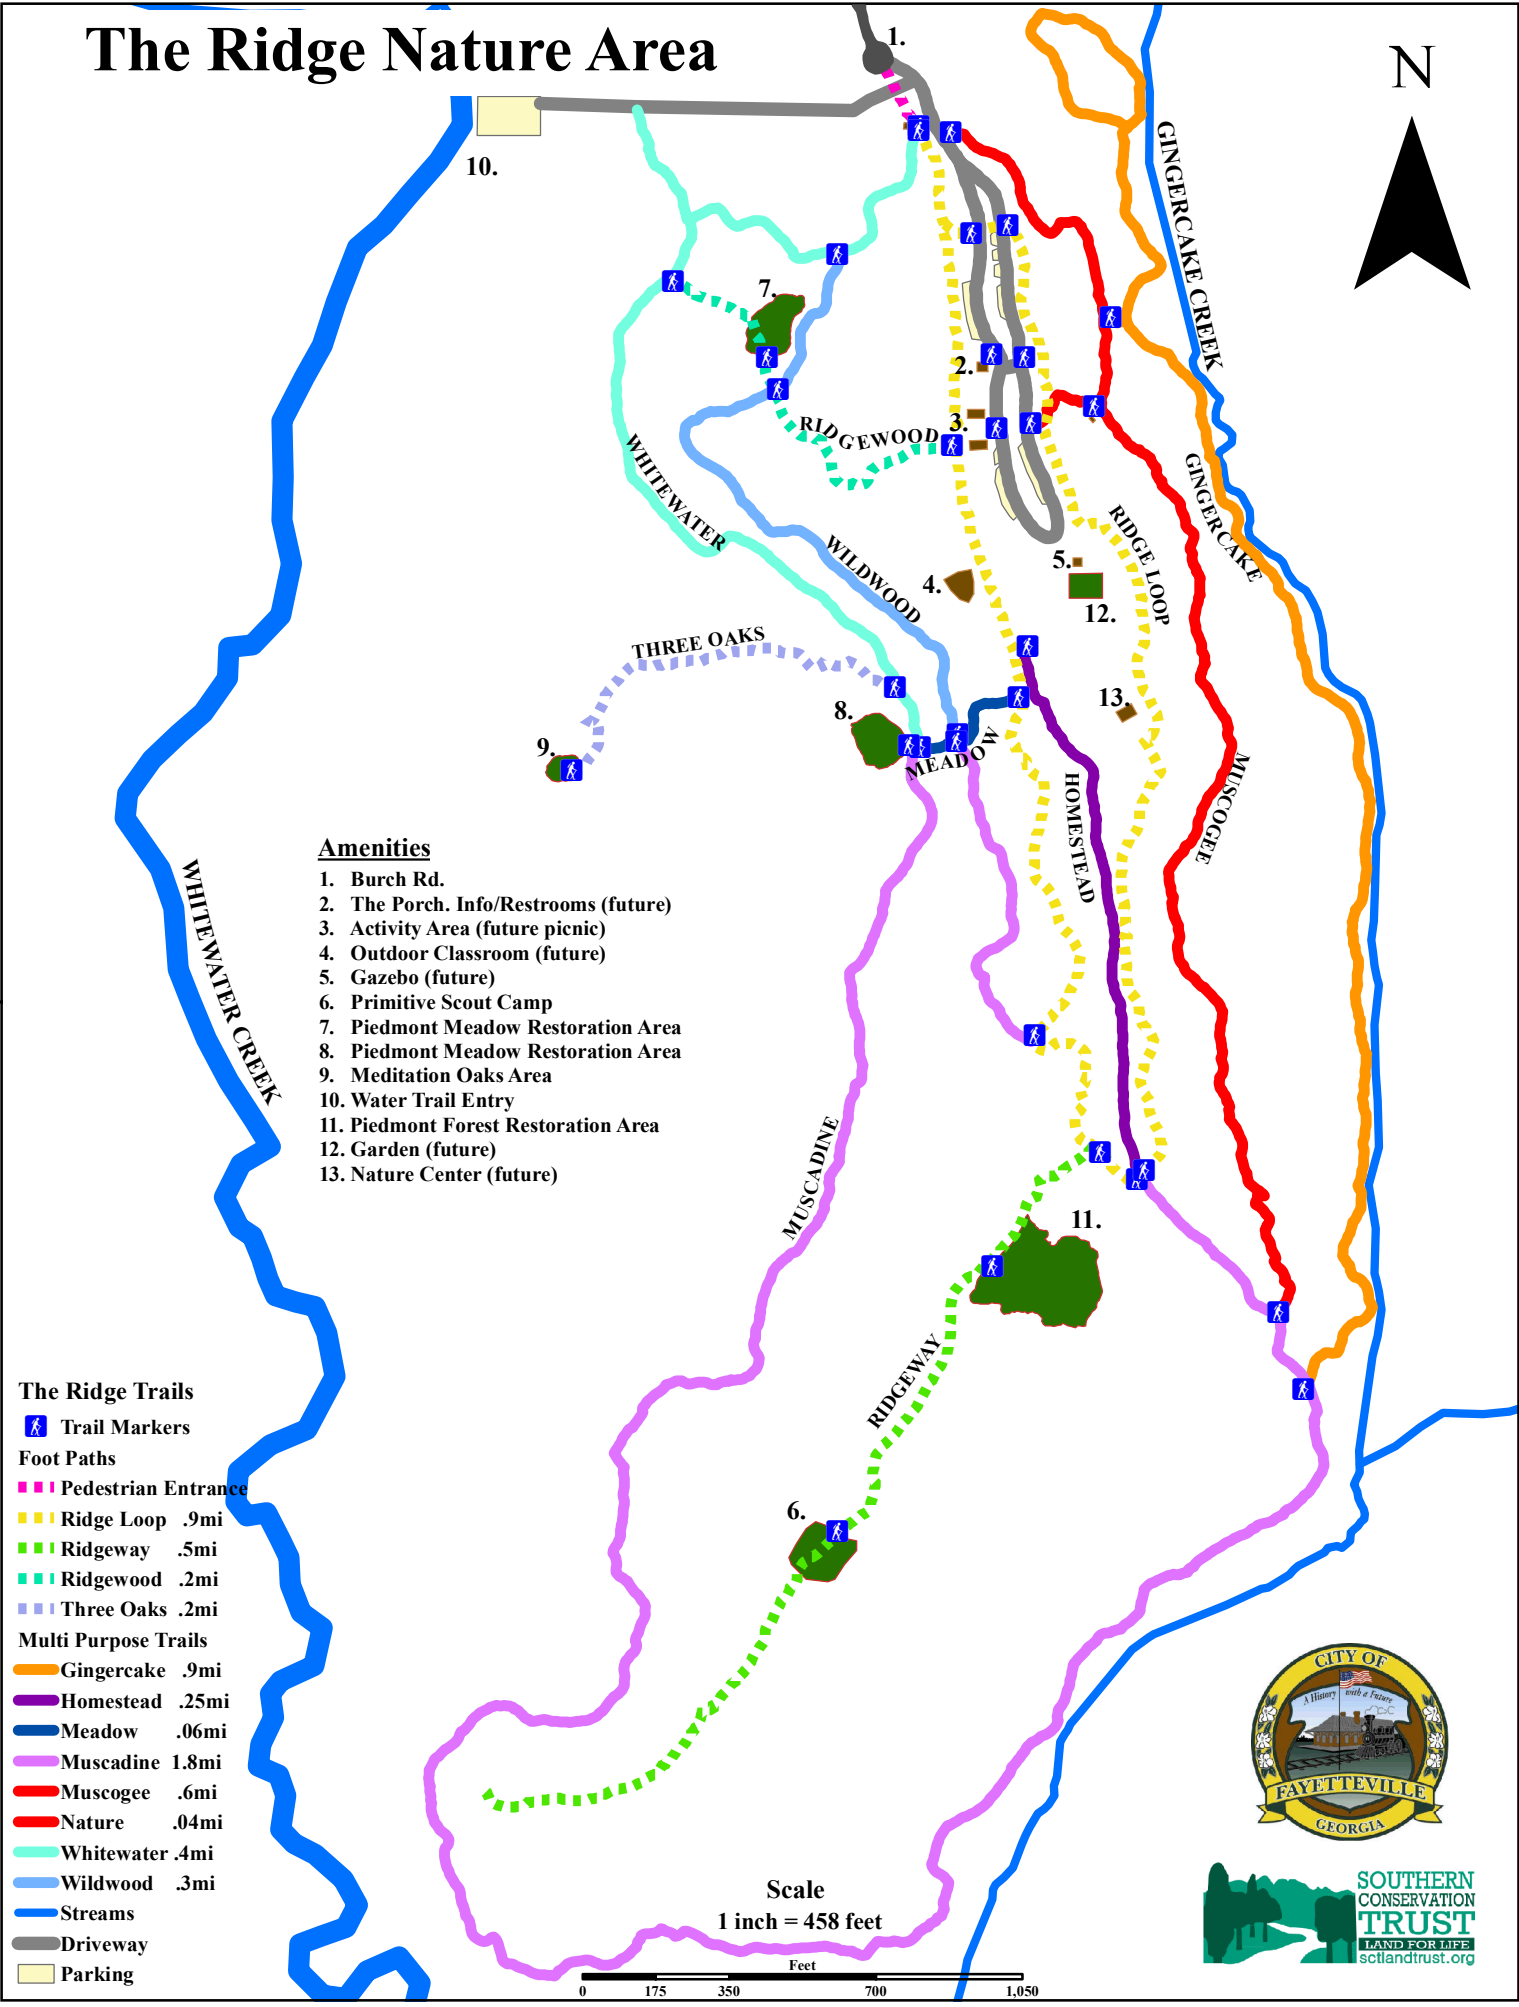 The Ridge Nature Area
N
1.
10.
GINGERCAKE CREEK
7.
2.
3.
RIDGEWOOD
WHITEWATER
GINGERCAKE
RIDGE LOOP
WILDWOOD
4.
5.
12.
THREE OAKS
8.
13.
9.
MEADOW
HOMESTEAD
MUSCOGEE
WHITEWATER CREEK
Amenities
1. Burch Rd.
2. The Porch. Info/Restrooms (future)
3. Activity Area (future picnic)
4. Outdoor Classroom (future)
5. Gazebo (future)
6. Primitive Scout Camp
7. Piedmont Meadow Restoration Area
8. Piedmont Meadow Restoration Area
9. Meditation Oaks Area
10. Water Trail Entry
11. Piedmont Forest Restoration Area
12. Garden (future)
13. Nature Center (future)
MUSCADINE
11.
RIDGEWAY
6.
The Ridge Trails
Trail Markers
Foot Paths
Pedestrian Entrance
Ridge Loop .9mi
Ridgeway .5mi
Ridgewood .2mi
Three Oaks .2mi
Multi Purpose Trails
Gingercake .9mi
Homestead .25mi
Meadow .06mi
Muscadine 1.8mi
Muscogee .6mi
Nature .04mi
Whitewater .4mi
Wildwood .3mi
Streams
Driveway
Parking
Scale
1 inch = 458 feet
Feet
0 175 350 700 1,050
CITY OF
A History with a Future
FAYETTEVILLE
GEORGIA
SOUTHERN
CONSERVATION
TRUST
LAND FOR LIFE
sctlandtrust.org